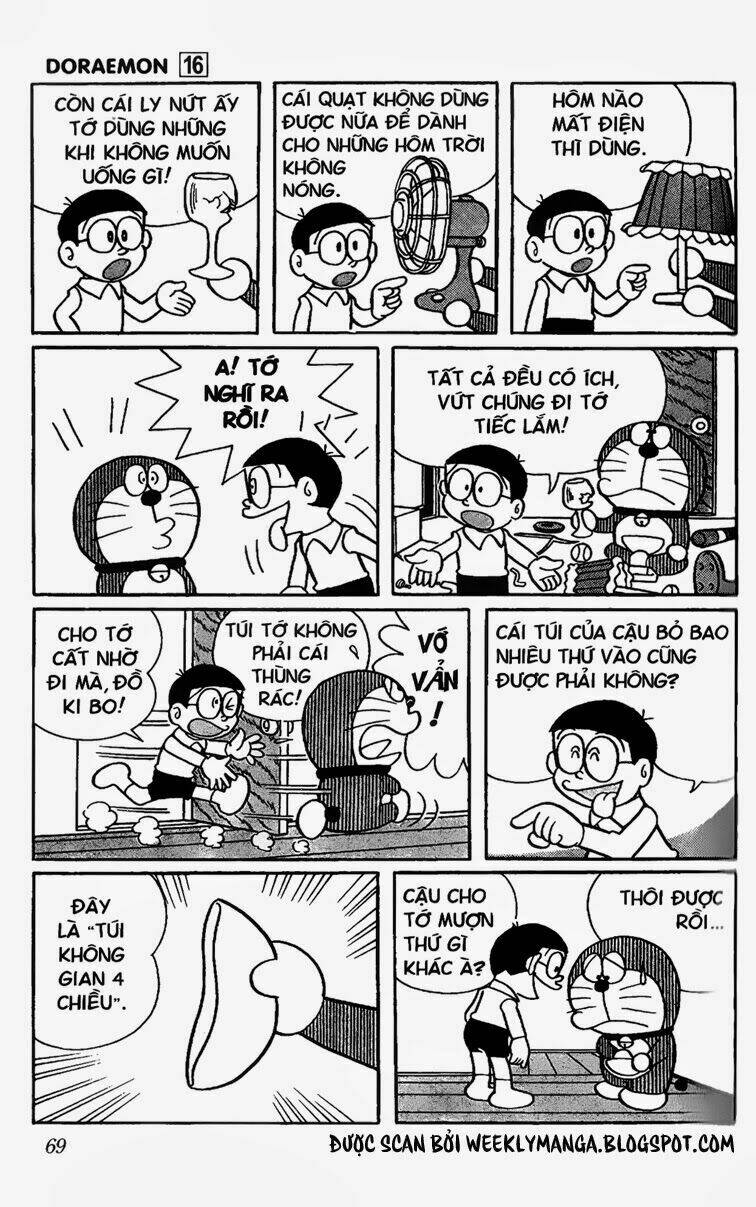 DORAEMON 16
CÒN CÁI LY NỨT ẤY
TỚ DÙNG NHỮNG
KHI KHÔNG MUỐN
UỐNG GÌ!
CÁI QUẠT KHÔNG DÙNG
ĐƯỢC NỮA ĐỂ DÀNH
CHO NHỮNG HÔM TRỜI
KHÔNG
NÓNG.
HÔM NÀO
MẤT ĐIỆN
THÌ DÙNG.
A! TỚ
NGHĨ RA
RỒI!
TẤT CẢ ĐỀU CÓ ÍCH,
VỨT CHÚNG ĐI TỚ
TIẾC LẮM!
CHO TỚ
CẤT NHỜ
ĐI MÀ, ĐỒ
KI BO!
TÚI TỚ KHÔNG
PHẢI CÁI
THÙNG
RÁC!
VỚ
VẨN
!
CÁI TÚI CỦA CẬU BỎ BAO
NHIÊU THỨ VÀO CŨNG
ĐƯỢC PHẢI KHÔNG?
ĐÂY
LÀ "TÚI
KHÔNG
GIAN 4
CHIỀU".
CẬU CHO
TỚ MƯỢN
THỨ GÌ
KHÁC À?
THÔI ĐƯỢC
RỒI...
69
ĐƯỢC SCAN BỞI WEEKLYMANGA.BLOGSPOT.COM